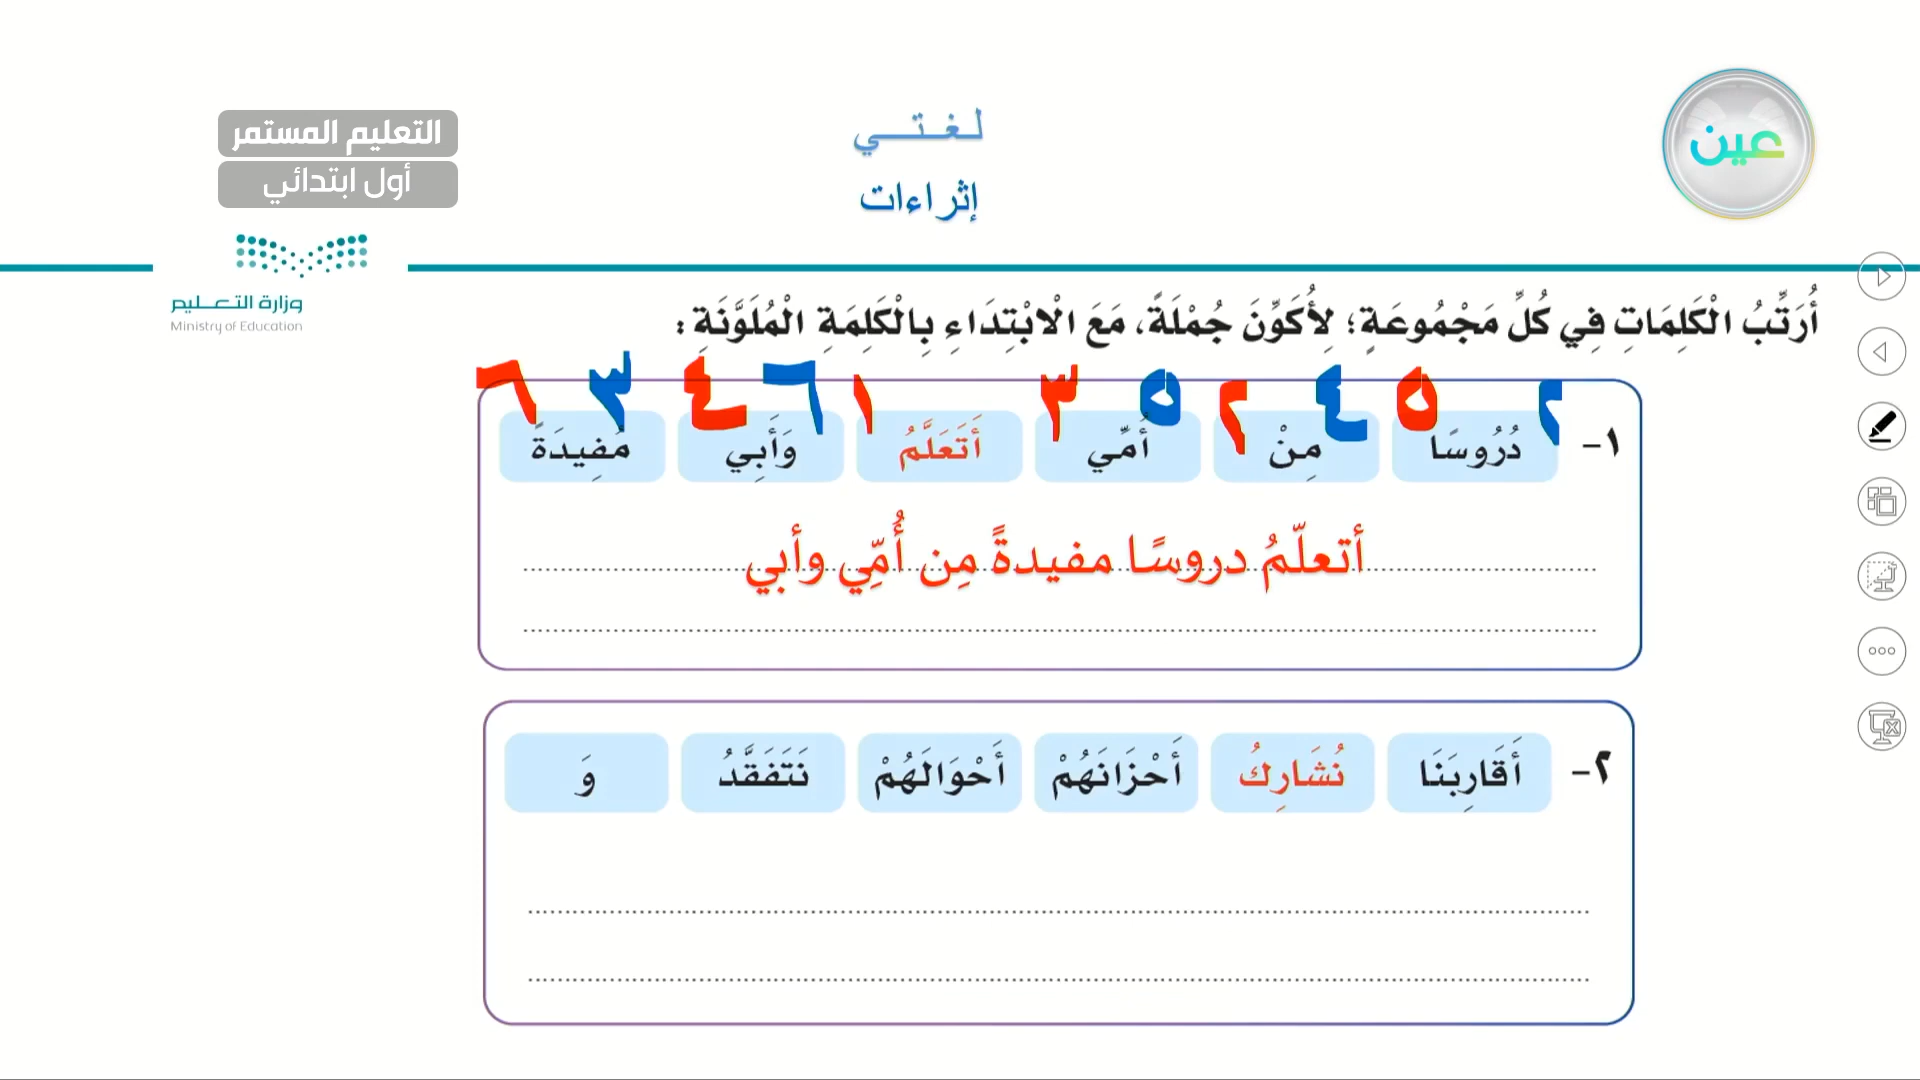 عين
لغتي
إثراءات
التعليم المستمر
أول ابتدائي
وزارة التعليم
Ministry of Education
أُرَتِّبُ الْكَلِمَاتِ فِي كُلِّ مَجْمُوعَةٍ؛ لِأُكَوِّنَ جُمْلَةً، مَعَ الْابْتِدَاءِ بِالْكَلِمَةِ الْمُلَوَّنَةِ :
٢ ٥ ٤ ٢ ٥ ٣ ١ ٦ ٤ ٣ ٦
١- دُرُوسًا مِنْ أُمِّي أَتَعَلَّمُ وَأَبِي مُفِيدَةً
أتعلّمُ دروسًا مفيدةً مِن أُمِّي وأبي
٢- أَقَارِبَنَا نُشَارِكُ أَحْزَانَهُمْ أَحْوَالَهُمْ نَتَفَقَّدُ وَ